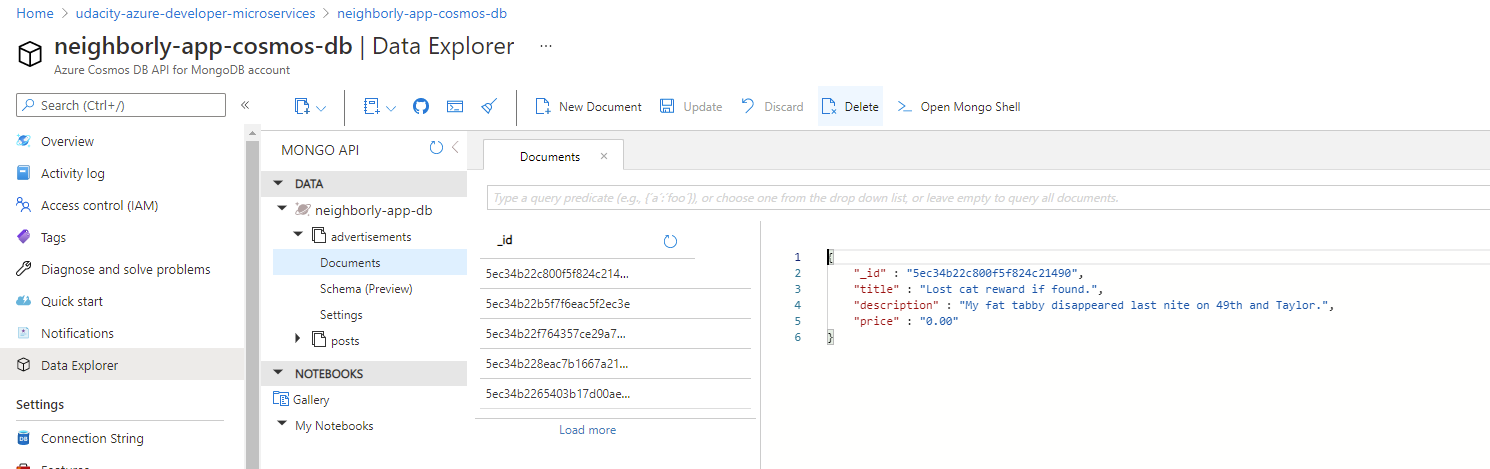 Home > udacity-azure-developer-microservices > neighborly-app-cosmos-db
neighborly-app-cosmos-db | Data Explorer ...
Azure Cosmos DB API for MongoDB account
Search (Ctrl+/) «
New Document Update Discard Delete >_ Open Mongo Shell
Overview
Activity log
Access control (IAM)
Tags
Diagnose and solve problems
Quick start
Notifications
Data Explorer
Settings
Connection String
MONGO API
DATA
neighborly-app-db
advertisements
Documents
Schema (Preview)
Settings
posts
NOTEBOOKS
Gallery
My Notebooks
Documents ×
Type a query predicate (e.g., {´a´:´foo´}), or choose one from the drop down list, or leave empty to query all documents.
_id
5ec34b22c800f5f824c214...
5ec34b22b5f7f6eac5f2ec3e
5ec34b22f764357ce29a7...
5ec34b228eac7b1667a21...
5ec34b2265403b17d00ae...
Load more
1 {
2 "_id" : "5ec34b22c800f5f824c21490",
3 "title" : "Lost cat reward if found.",
4 "description" : "My fat tabby disappeared last nite on 49th and Taylor.",
5 "price" : "0.00"
6 }